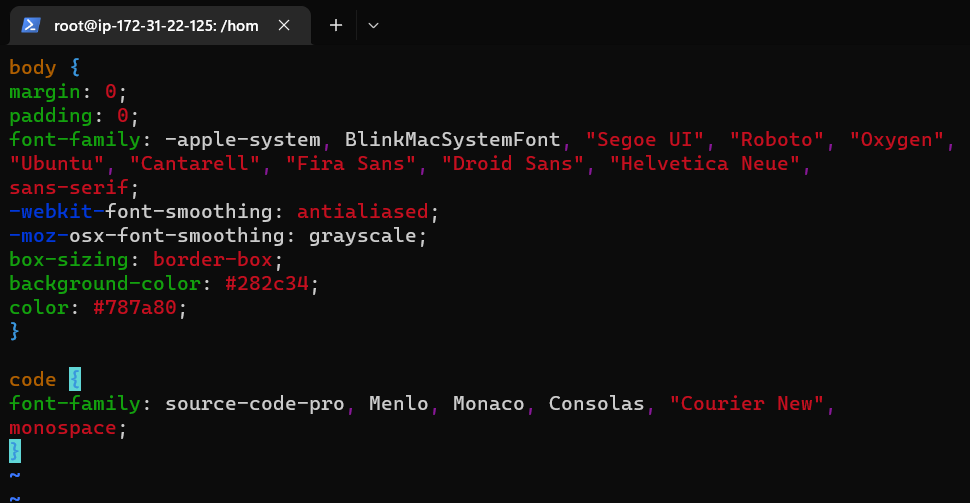 root@ip-172-31-22-125: /hom
body {
margin: 0;
padding: 0;
font-family: -apple-system, BlinkMacSystemFont, "Segoe UI", "Roboto", "Oxygen",
"Ubuntu", "Cantarell", "Fira Sans", "Droid Sans", "Helvetica Neue",
sans-serif;
-webkit-font-smoothing: antialiased;
-moz-osx-font-smoothing: grayscale;
box-sizing: border-box;
background-color: #282c34;
color: #787a80;
}
code {
font-family: source-code-pro, Menlo, Monaco, Consolas, "Courier New",
monospace;
}
~
~